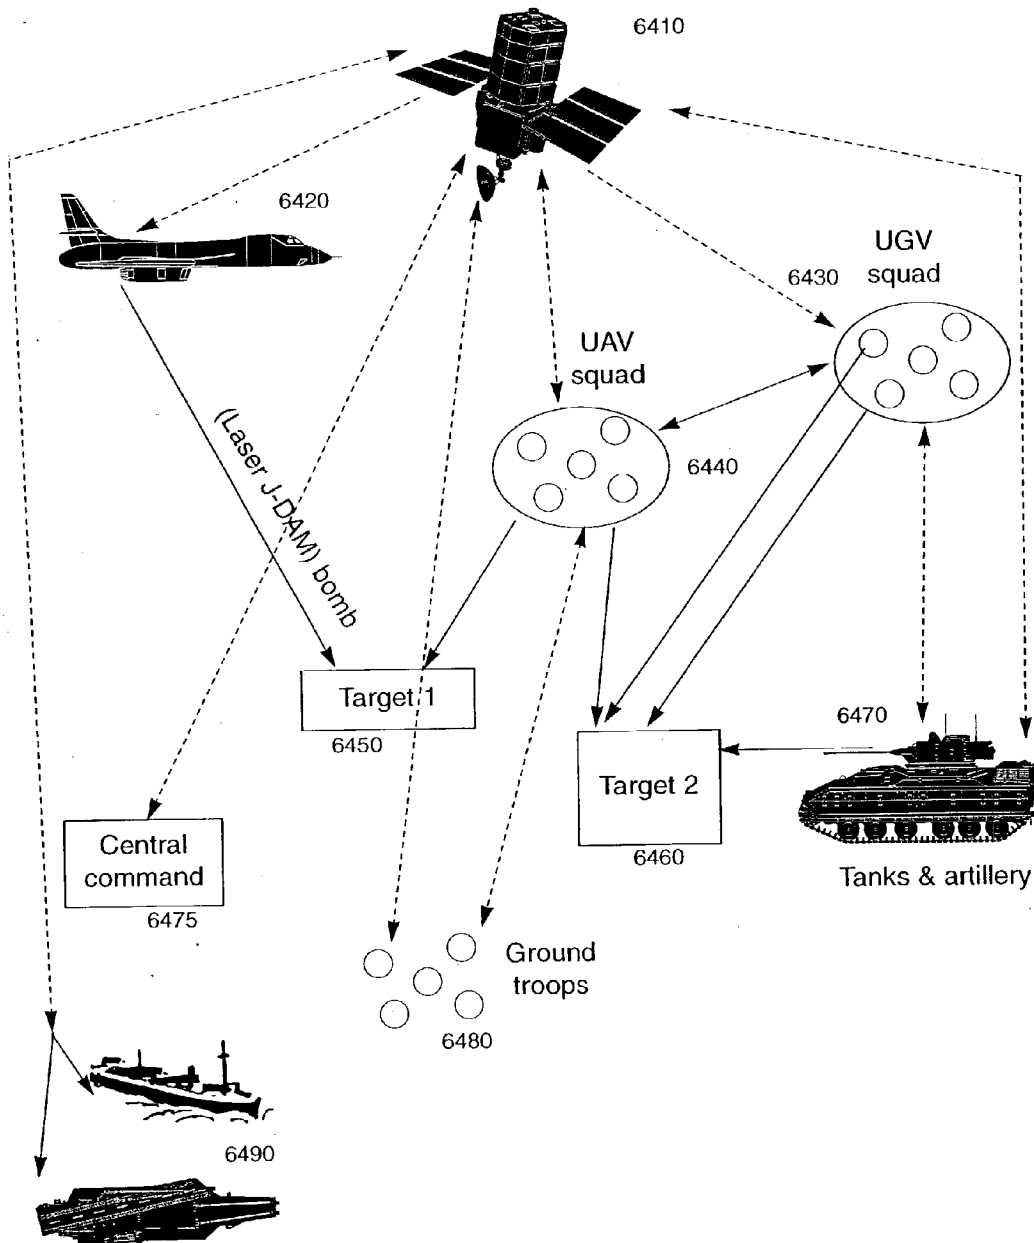 6410
6420
UGV
squad
6430
UAV
squad
6440
(Laser J-DAM) bomb
Target 1
6450
Target 2
6460
6470
Tanks & artillery
Central
command
6475
Ground
troops
6480
6490